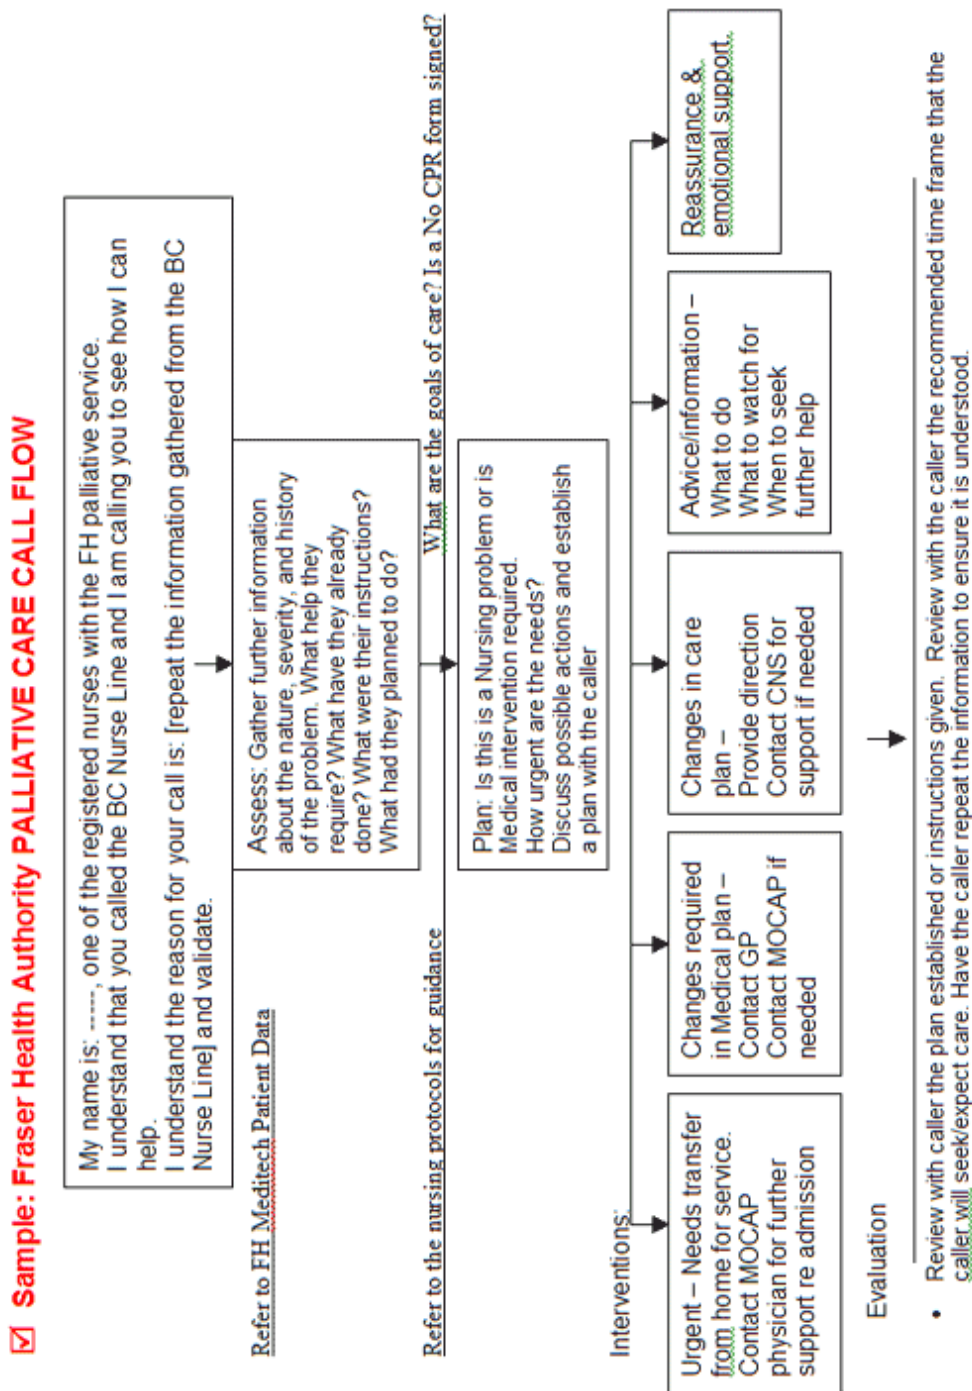 Sample: Fraser Health Authority PALLIATIVE CARE CALL FLOW
My name is: -----, one of the registered nurses with the FH palliative service.
I understand that you called the BC Nurse Line and I am calling you to see how I can
help.
I understand the reason for your call is: [repeat the information gathered from the BC
Nurse Line] and validate.
Refer to FH Meditech Patient Data
Assess: Gather further information
about the nature, severity, and history
of the problem. What help they
require? What have they already
done? What were their instructions?
What had they planned to do?
Refer to the nursing protocols for guidance
What are the goals of care? Is a No CPR form signed?
Plan: Is this is a Nursing problem or is
Medical intervention required.
How urgent are the needs?
Discuss possible actions and establish
a plan with the caller
Interventions:
Urgent – Needs transfer
from home for service.
Contact MOCAP
physician for further
support re admission
Changes required
in Medical plan –
Contact GP
Contact MOCAP if
needed
Changes in care
plan –
Provide direction
Contact CNS for
support if needed
Advice/information –
What to do
What to watch for
When to seek
further help
Reassurance &
emotional support.
Evaluation
• Review with caller the plan established or instructions given. Review with the caller the recommended time frame that the
caller will seek/expect care. Have the caller repeat the information to ensure it is understood.